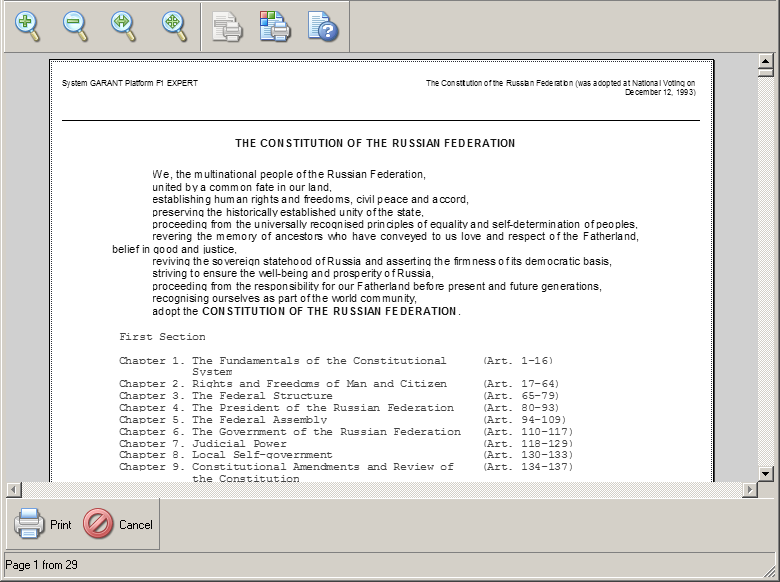 System GARANT Platform F1 EXPERT
The Constitution of the Russian Federation (was adopted at National Voting on
December 12, 1993)
THE CONSTITUTION OF THE RUSSIAN FEDERATION
We, the multinational people of the Russian Federation,
united by a common fate in our land,
establishing human rights and freedoms, civil peace and accord,
preserving the historically established unity of the state,
proceeding from the universally recognised principles of equality and self-determination of peoples,
revering the memory of ancestors who have conveyed to us love and respect of the Fatherland,
belief in good and justice,
reviving the sovereign statehood of Russia and asserting the firmness of its democratic basis,
striving to ensure the well-being and prosperity of Russia,
proceeding from the responsibility for our Fatherland before present and future generations,
recognising ourselves as part of the world community,
adopt the CONSTITUTION OF THE RUSSIAN FEDERATION.
First Section
Chapter 1. The Fundamentals of the Constitutional (Art. 1-16)
System
Chapter 2. Rights and Freedoms of Man and Citizen (Art. 17-64)
Chapter 3. The Federal Structure (Art. 65-79)
Chapter 4. The President of the Russian Federation (Art. 80-93)
Chapter 5. The Federal Assembly (Art. 94-109)
Chapter 6. The Government of the Russian Federation (Art. 110-117)
Chapter 7. Judicial Power (Art. 118-129)
Chapter 8. Local Self-government (Art. 130-133)
Chapter 9. Constitutional Amendments and Review of (Art. 134-137)
the Constitution
Print Cancel
Page 1 from 29